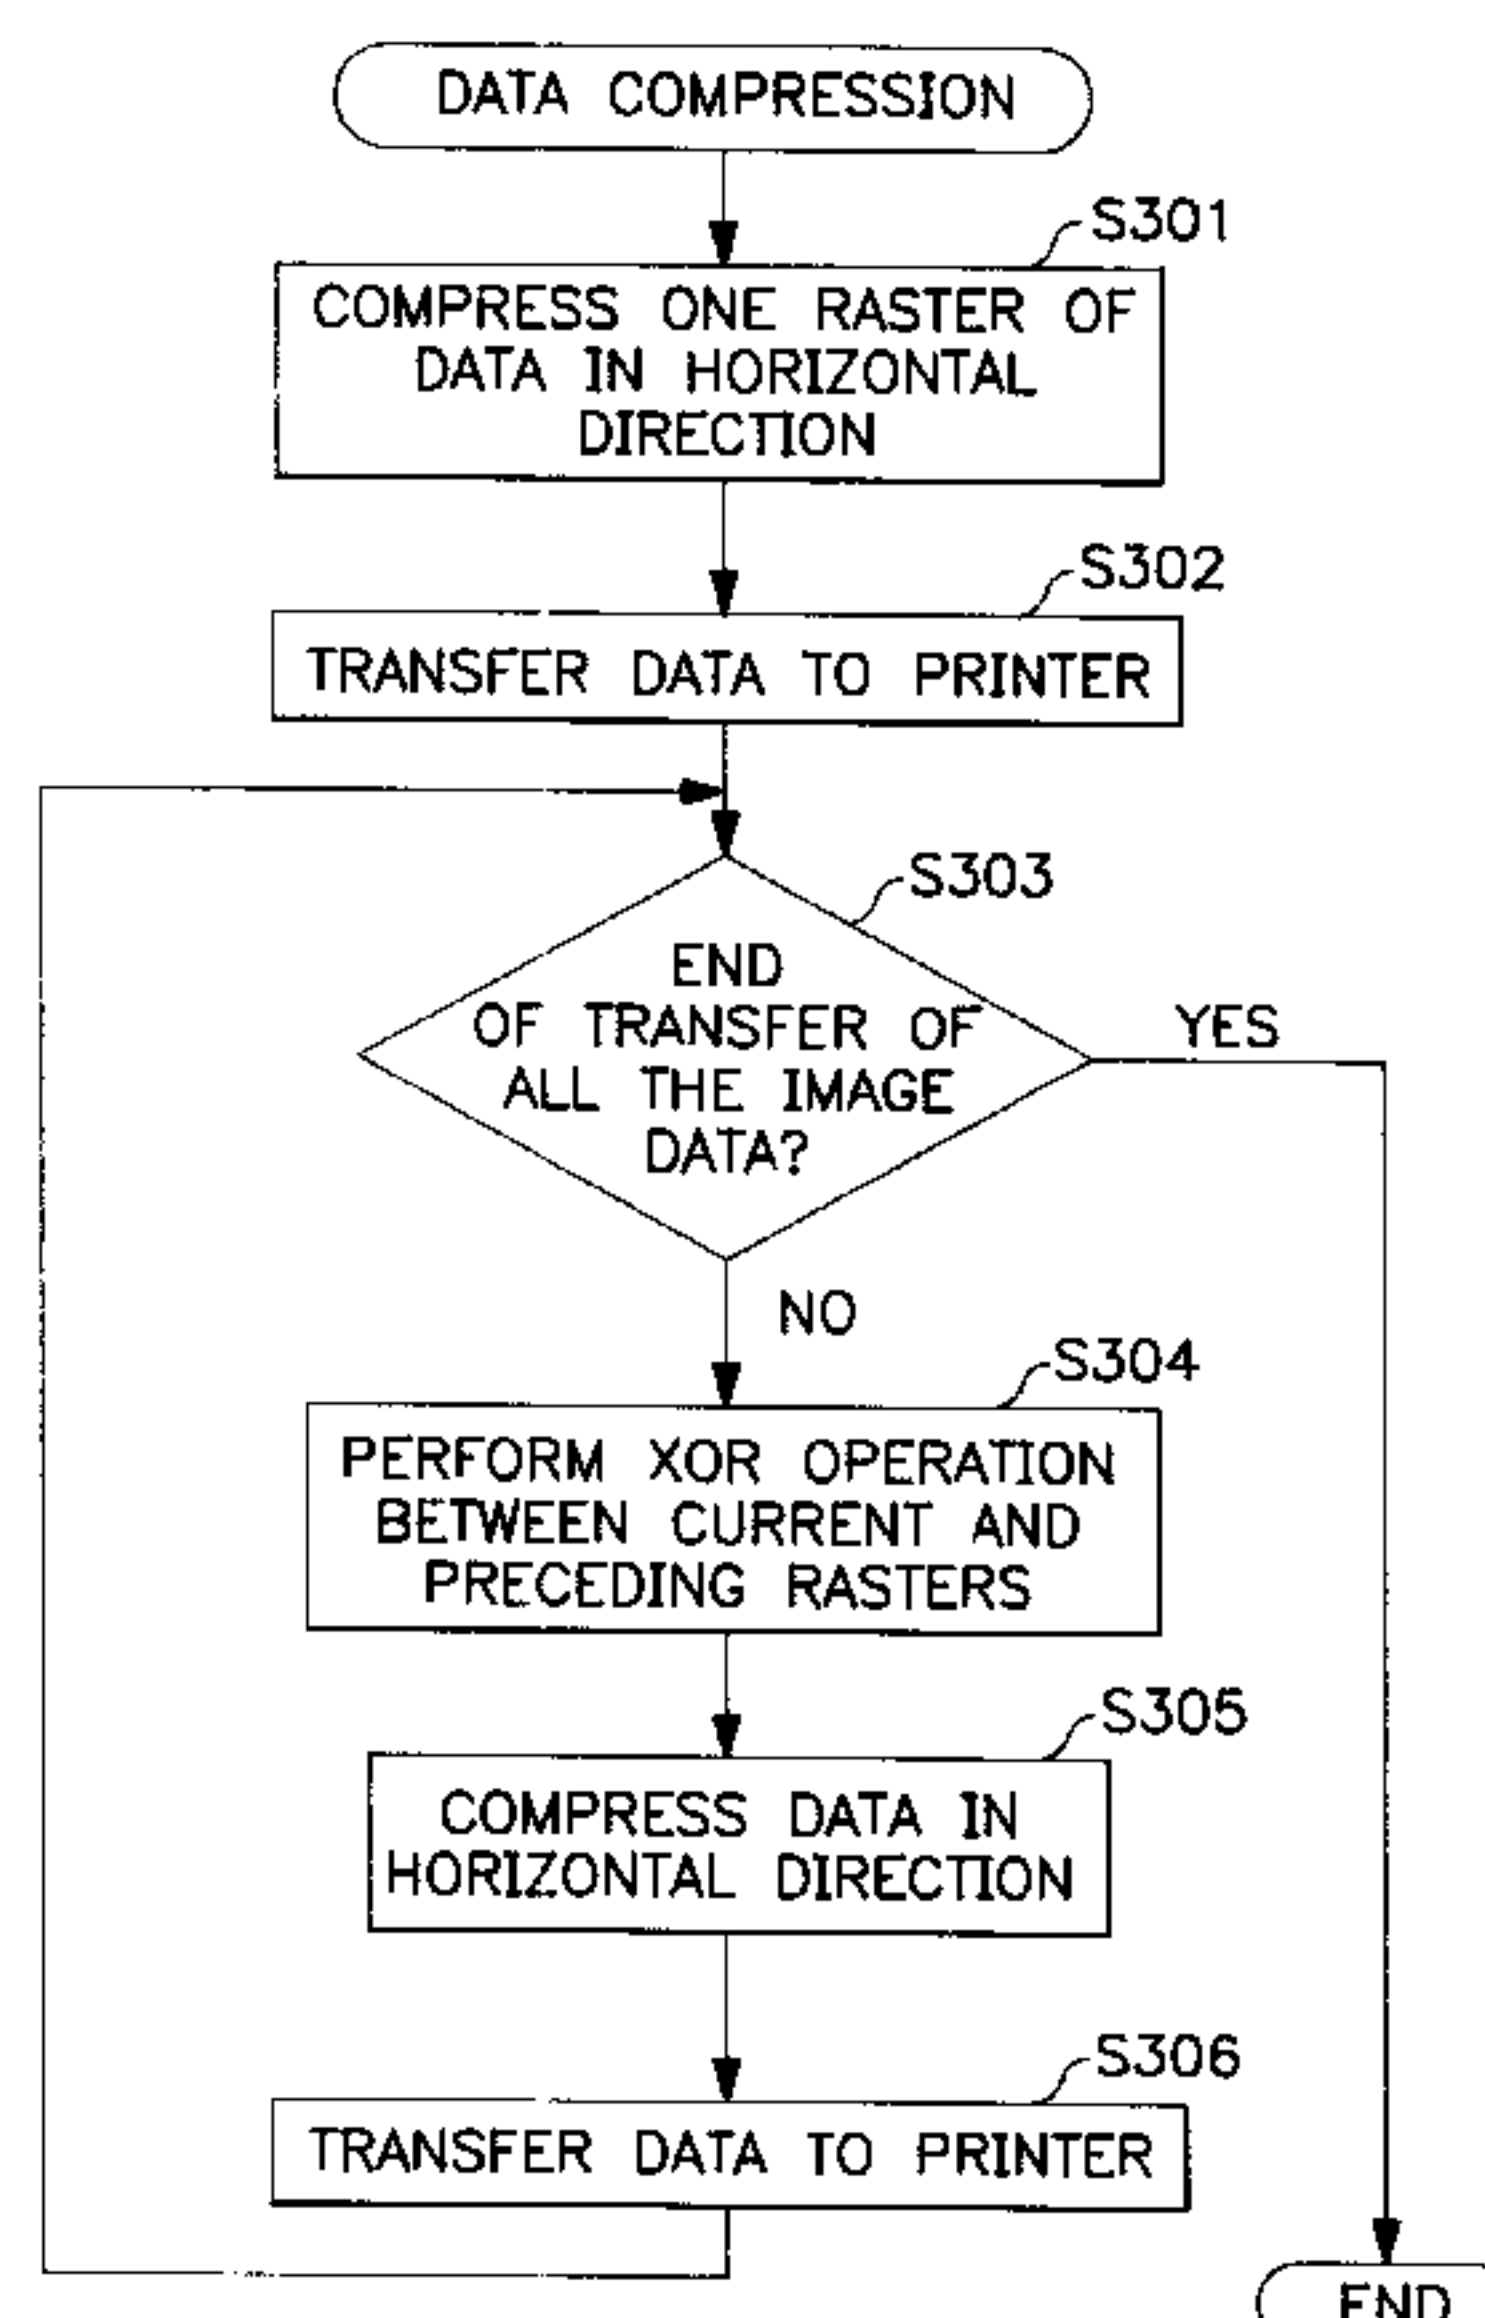 DATA COMPRESSION
S301
COMPRESS ONE RASTER OF
DATA IN HORIZONTAL
DIRECTION
S302
TRANSFER DATA TO PRINTER
S303
END
OF TRANSFER OF
ALL THE IMAGE
DATA?
YES
NO
S304
PERFORM XOR OPERATION
BETWEEN CURRENT AND
PRECEDING RASTERS
S305
COMPRESS DATA IN
HORIZONTAL DIRECTION
S306
TRANSFER DATA TO PRINTER
END